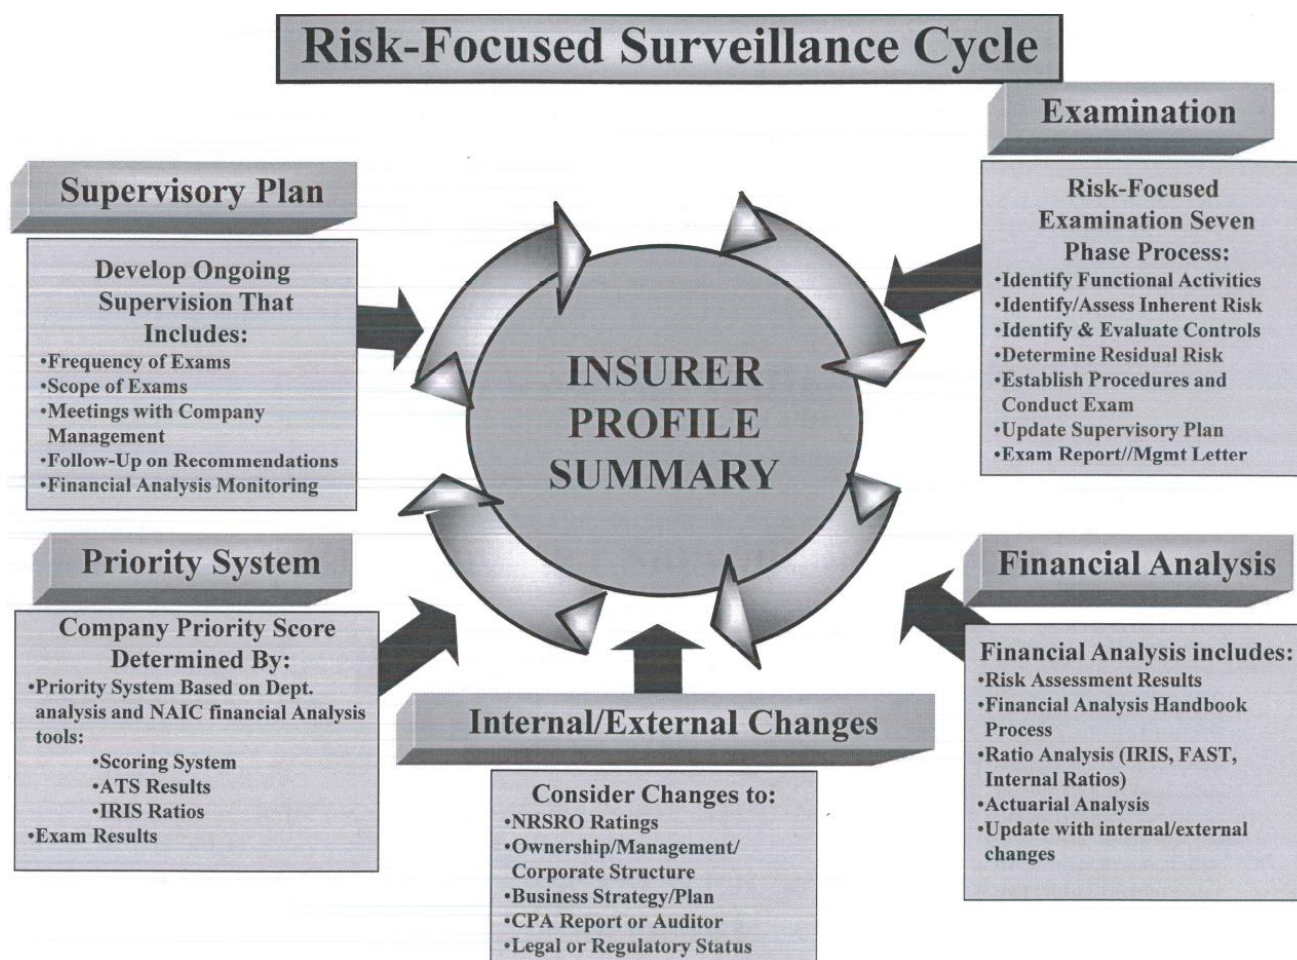 Risk-Focused Surveillance Cycle
Examination
Risk-Focused
Examination Seven
Phase Process:
•Identify Functional Activities
•Identify/Assess Inherent Risk
•Identify & Evaluate Controls
•Determine Residual Risk
•Establish Procedures and
Conduct Exam
•Update Supervisory Plan
•Exam Report//Mgmt Letter
Supervisory Plan
Develop Ongoing
Supervision That
Includes:
•Frequency of Exams
•Scope of Exams
•Meetings with Company
Management
•Follow-Up on Recommendations
•Financial Analysis Monitoring
INSURER
PROFILE
SUMMARY
Priority System
Company Priority Score
Determined By:
•Priority System Based on Dept.
analysis and NAIC financial Analysis
tools:
•Scoring System
•ATS Results
•IRIS Ratios
•Exam Results
Internal/External Changes
Consider Changes to:
•NRSRO Ratings
•Ownership/Management/
Corporate Structure
•Business Strategy/Plan
•CPA Report or Auditor
•Legal or Regulatory Status
Financial Analysis
Financial Analysis includes:
•Risk Assessment Results
•Financial Analysis Handbook
Process
•Ratio Analysis (IRIS, FAST,
Internal Ratios)
•Actuarial Analysis
•Update with internal/external
changes